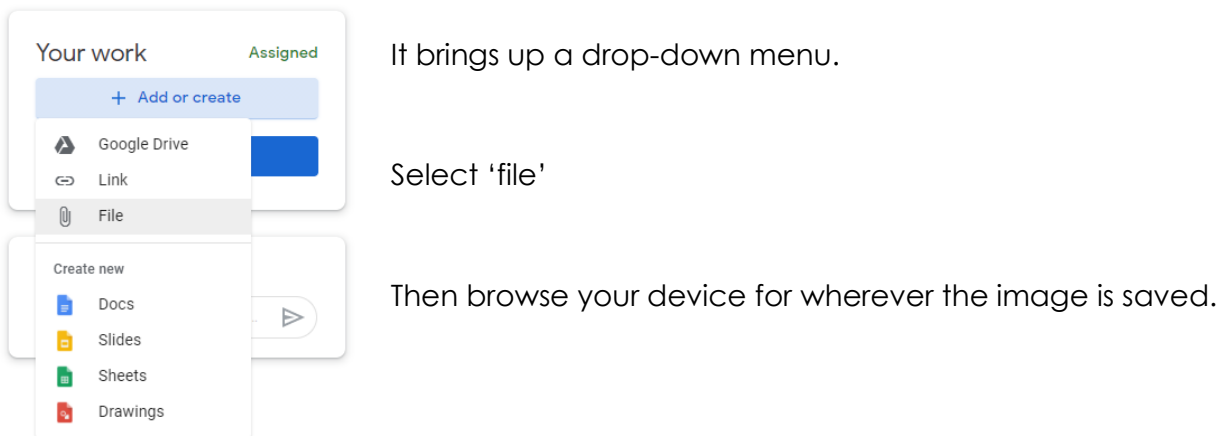 Your work Assigned
+ Add or create
Google Drive
Link
File
Create new
Docs
Slides
Sheets
Drawings
It brings up a drop-down menu.
Select ‘file’
Then browse your device for wherever the image is saved.